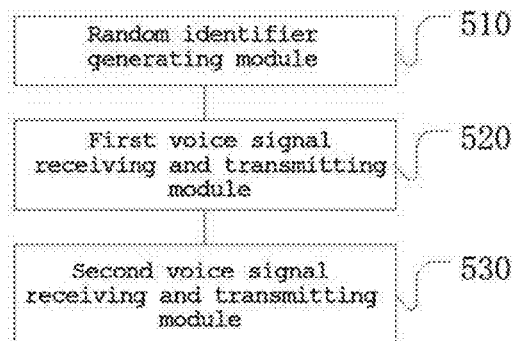 Random identifier
generating module
510
First voice signal
receiving and transmitting
module
520
Second voice signal
receiving and transmitting
module
530